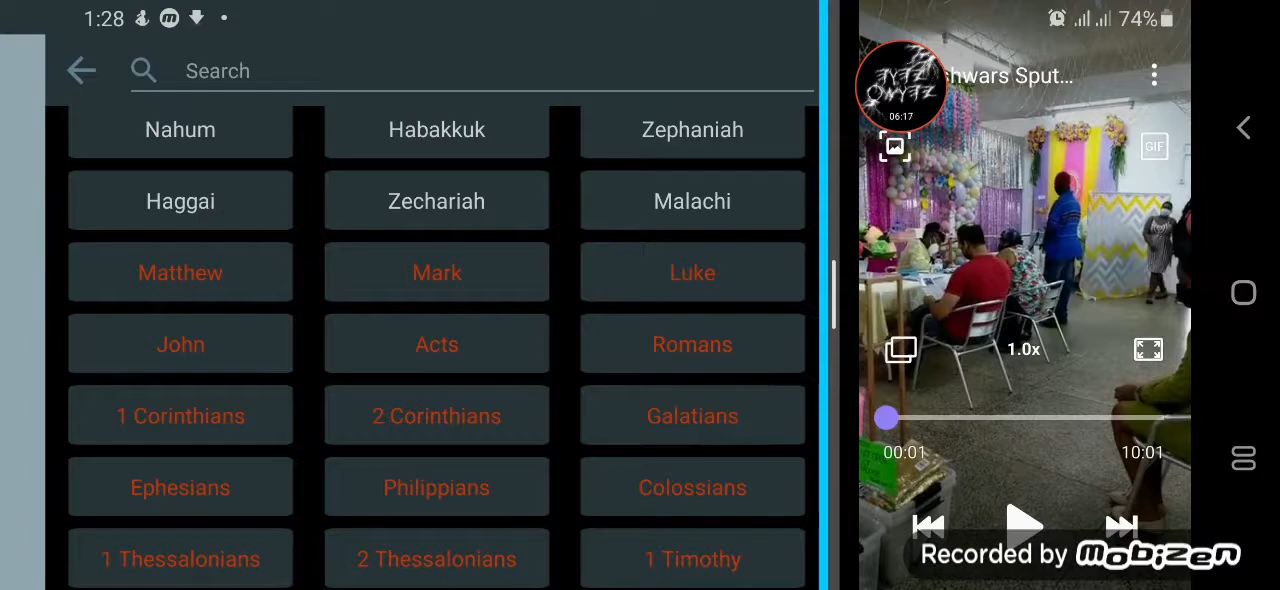 1:28
74%
Search
hwars Sput...
06:17
GIF
Nahum Habakkuk Zephaniah
Haggai Zechariah Malachi
Matthew Mark Luke
John Acts Romans
1.0x
1 Corinthians 2 Corinthians Galatians
00:01 10:01
Ephesians Philippians Colossians
1 Thessalonians 2 Thessalonians 1 Timothy
Recorded by mobizen